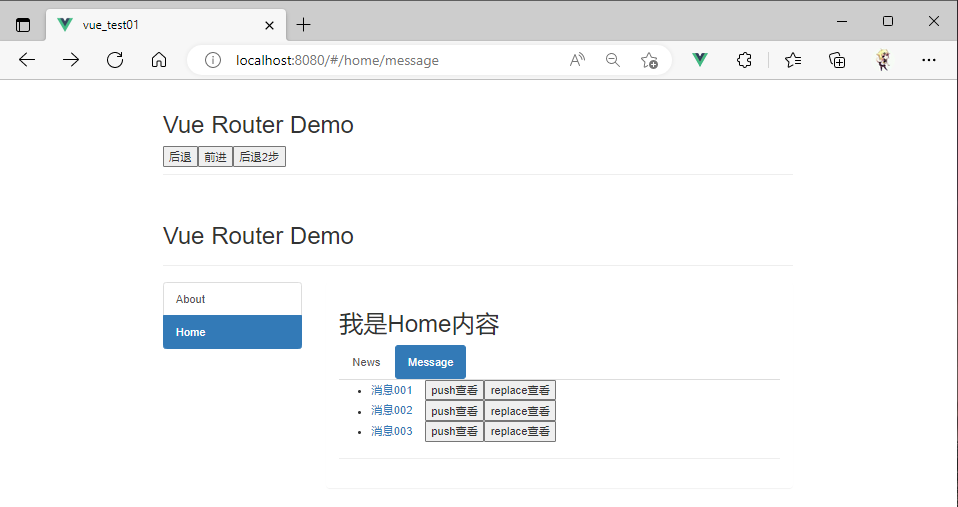 vue_test01
localhost:8080/#/home/message
Vue Router Demo
后退 前进 后退2步
Vue Router Demo
About
Home
我是Home内容
News Message
消息001 push查看 replace查看
消息002 push查看 replace查看
消息003 push查看 replace查看